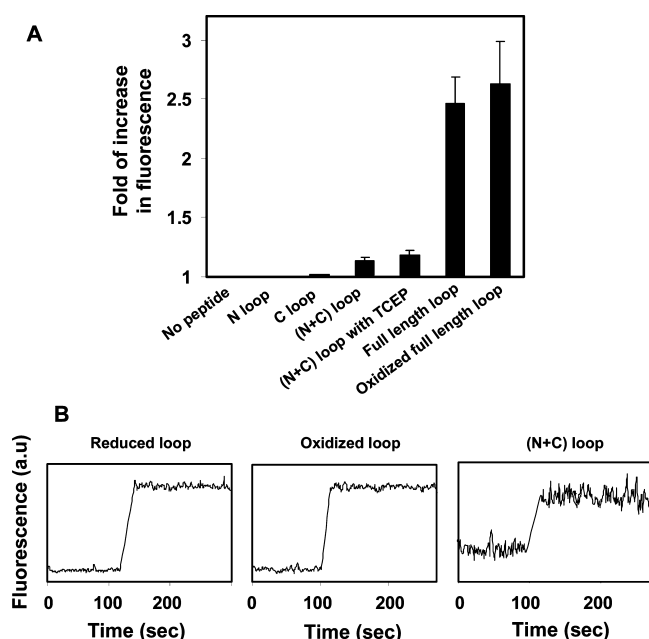 A
Fold of increase
in fluorescence
3
2.5
2
1.5
1
No peptide
N loop
C loop
(N+C) loop
(N+C) loop with TCEP
Full length loop
Oxidized full length loop
B
Reduced loop
Oxidized loop
(N+C) loop
Fluorescence (a.u)
0 100 200
0 100 200
0 100 200
Time (sec)
Time (sec)
Time (sec)